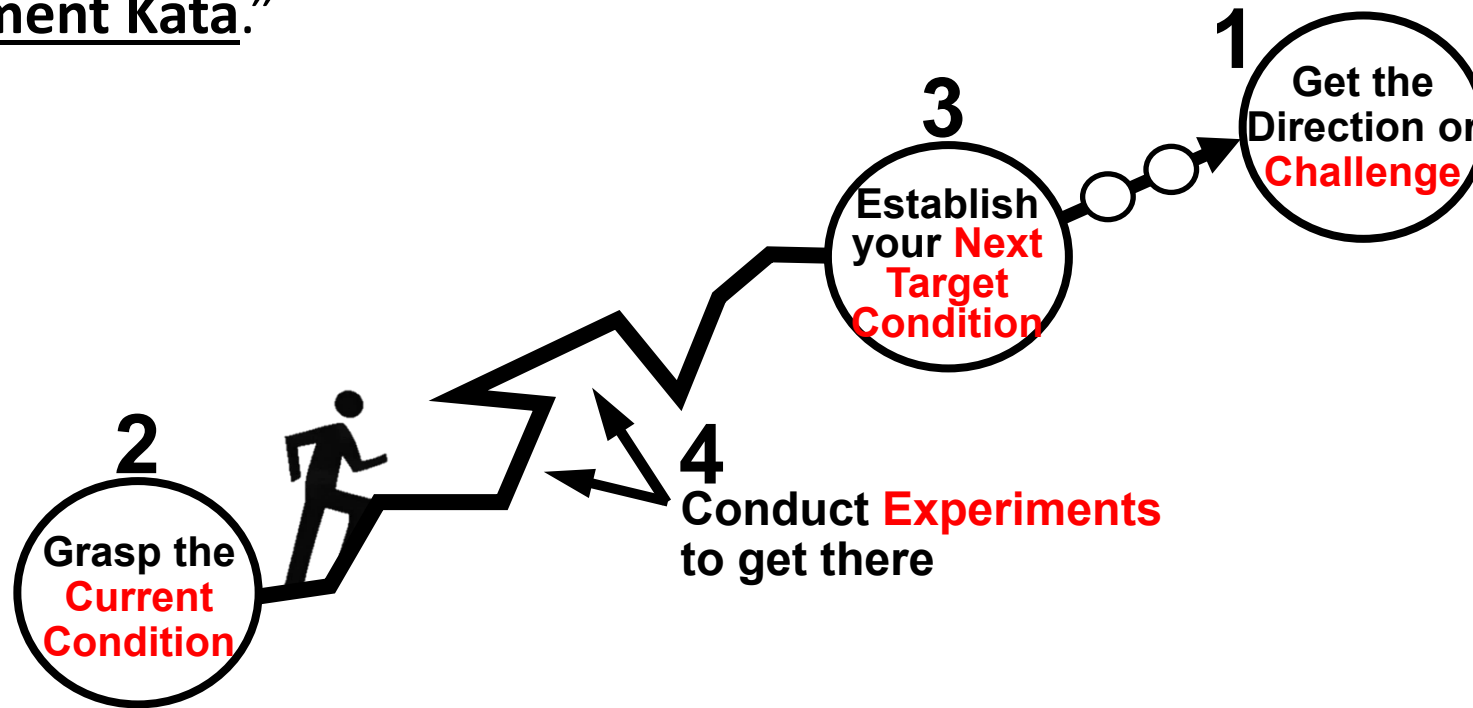 ment Kata.”
1
Get the
Direction or
Challenge
3
Establish
your Next
Target
Condition
2
Grasp the
Current
Condition
4
Conduct Experiments
to get there